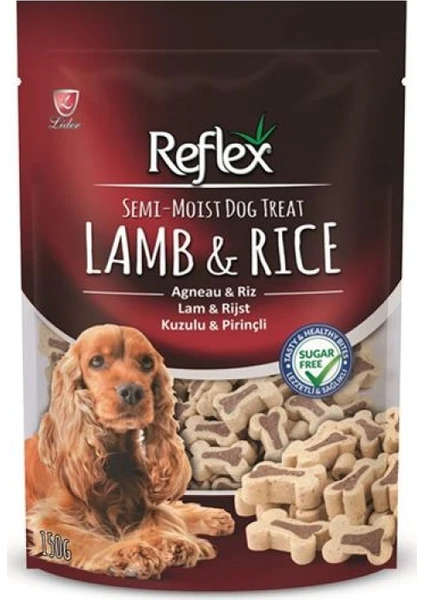 L
Lider
Reflex
SEMI-MOIST DOG TREAT
LAMB & RICE
Agneau & Riz
Lam & Rijst
Kuzulu & Pirinçli
TASTY & HEALTHY BITES
SUGAR
FREE
LEZZETLİ & SAĞLIKLI
150G